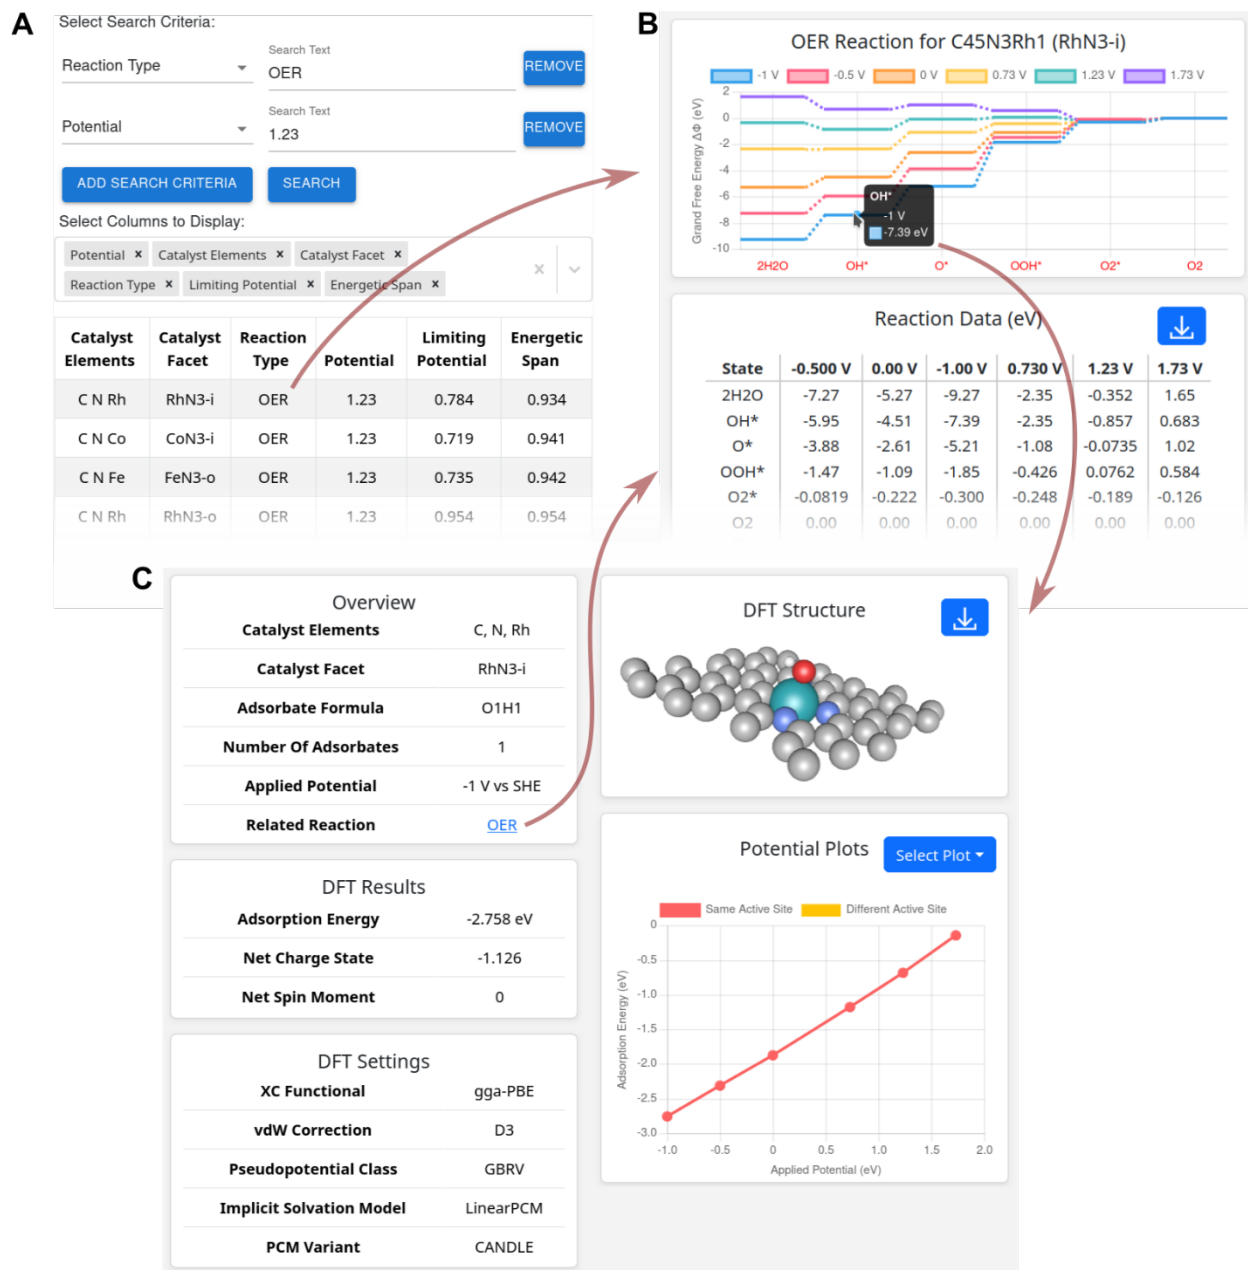 A
Select Search Criteria:
Reaction Type
Search Text
OER
REMOVE
Potential
Search Text
1.23
REMOVE
ADD SEARCH CRITERIA
SEARCH
Select Columns to Display:
Potential × Catalyst Elements × Catalyst Facet ×
Reaction Type × Limiting Potential × Energetic Span ×
×
Catalyst Elements Catalyst Facet Reaction Type Potential Limiting Potential Energetic Span
C N Rh RhN3-i OER 1.23 0.784 0.934
C N Co CoN3-i OER 1.23 0.719 0.941
C N Fe FeN3-o OER 1.23 0.735 0.942
C N Rh RhN3-o OER 1.23 0.954 0.954
B
OER Reaction for C45N3Rh1 (RhN3-i)
-1 V -0.5 V 0 V 0.73 V 1.23 V 1.73 V
Grand Free Energy ΔΦ (eV)
2
0
-2
-4
-6
-8
-10
OH*
-1 V
-7.39 eV
2H2O OH* O* OOH* O2* O2
Reaction Data (eV)
State -0.500 V 0.00 V -1.00 V 0.730 V 1.23 V 1.73 V
2H2O -7.27 -5.27 -9.27 -2.35 -0.352 1.65
OH* -5.95 -4.51 -7.39 -2.35 -0.857 0.683
O* -3.88 -2.61 -5.21 -1.08 -0.0735 1.02
OOH* -1.47 -1.09 -1.85 -0.426 0.0762 0.584
O2* -0.0819 -0.222 -0.300 -0.248 -0.189 -0.126
O2 0.00 0.00 0.00 0.00 0.00 0.00
C
Overview
Catalyst Elements C, N, Rh
Catalyst Facet RhN3-i
Adsorbate Formula O1H1
Number Of Adsorbates 1
Applied Potential -1 V vs SHE
Related Reaction OER
DFT Results
Adsorption Energy -2.758 eV
Net Charge State -1.126
Net Spin Moment 0
DFT Settings
XC Functional gga-PBE
vdW Correction D3
Pseudopotential Class GBRV
Implicit Solvation Model LinearPCM
PCM Variant CANDLE
DFT Structure
Potential Plots
Select Plot
Same Active Site Different Active Site
Adsorption Energy (eV)
0
-0.5
-1.0
-1.5
-2.0
-2.5
-3.0
-1.0 -0.5 0 0.5 1.0 1.5 2.0
Applied Potential (eV)